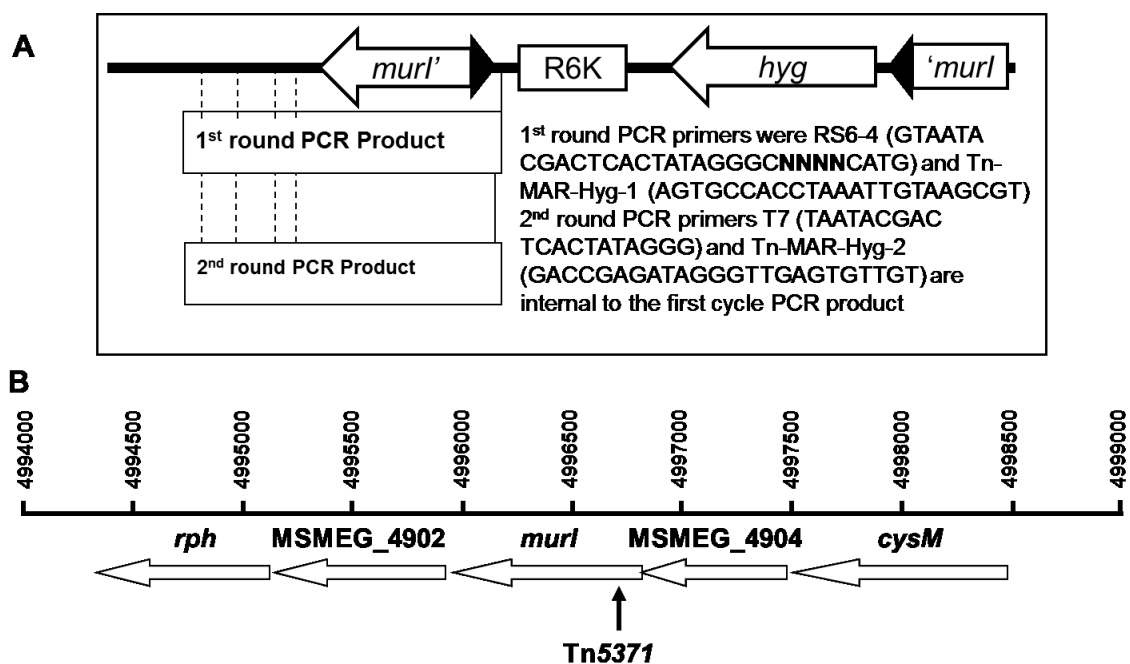 A
murI’
R6K
hyg
‘murI
1st round PCR Product
2nd round PCR Product
1st round PCR primers were RS6-4 (GTAATA
CGACTCACTATAGGGCNNNNCATG) and Tn-
MAR-Hyg-1 (AGTGCCACCTAAATTGTAAGCGT)
2nd round PCR primers T7 (TAATACGAC
TCACTATAGGG) and Tn-MAR-Hyg-2
(GACCGAGATAGGGTTGAGTGTTGT) are
internal to the first cycle PCR product
B
4994000
4994500
4995000
4995500
4996000
4996500
4997000
4997500
4998000
4998500
4999000
rph
MSMEG_4902
murI
MSMEG_4904
cysM
Tn5371